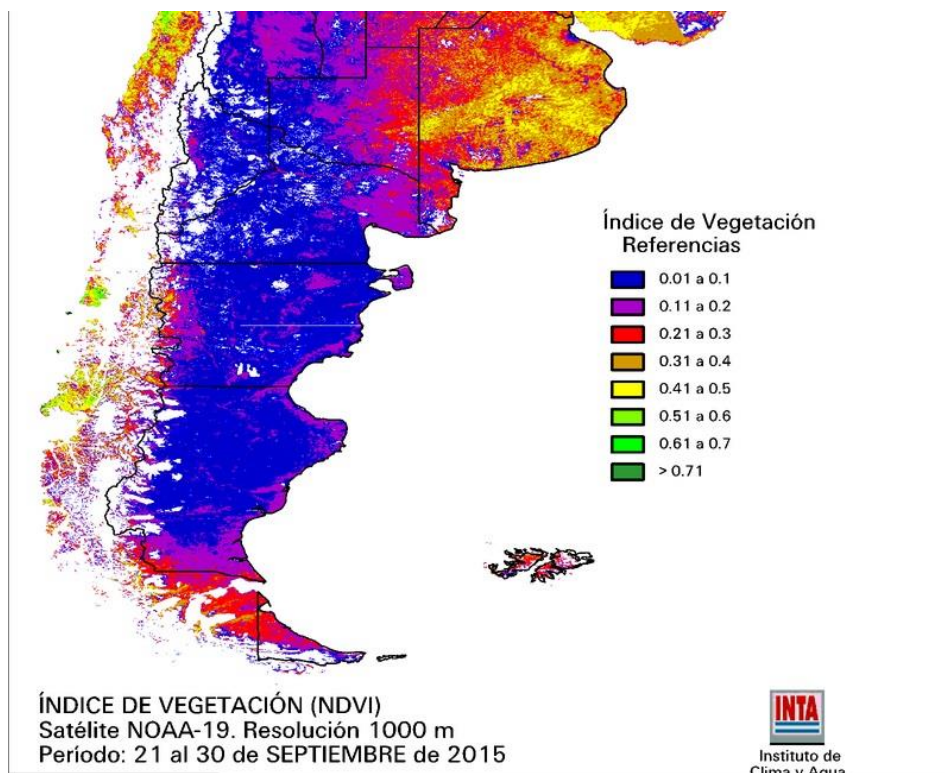 Índice de Vegetación
Referencias
0.01 a 0.1
0.11 a 0.2
0.21 a 0.3
0.31 a 0.4
0.41 a 0.5
0.51 a 0.6
0.61 a 0.7
> 0.71
ÍNDICE DE VEGETACIÓN (NDVI)
Satélite NOAA-19. Resolución 1000 m
Período: 21 al 30 de SEPTIEMBRE de 2015
INTA
Instituto de
Clima y Agua